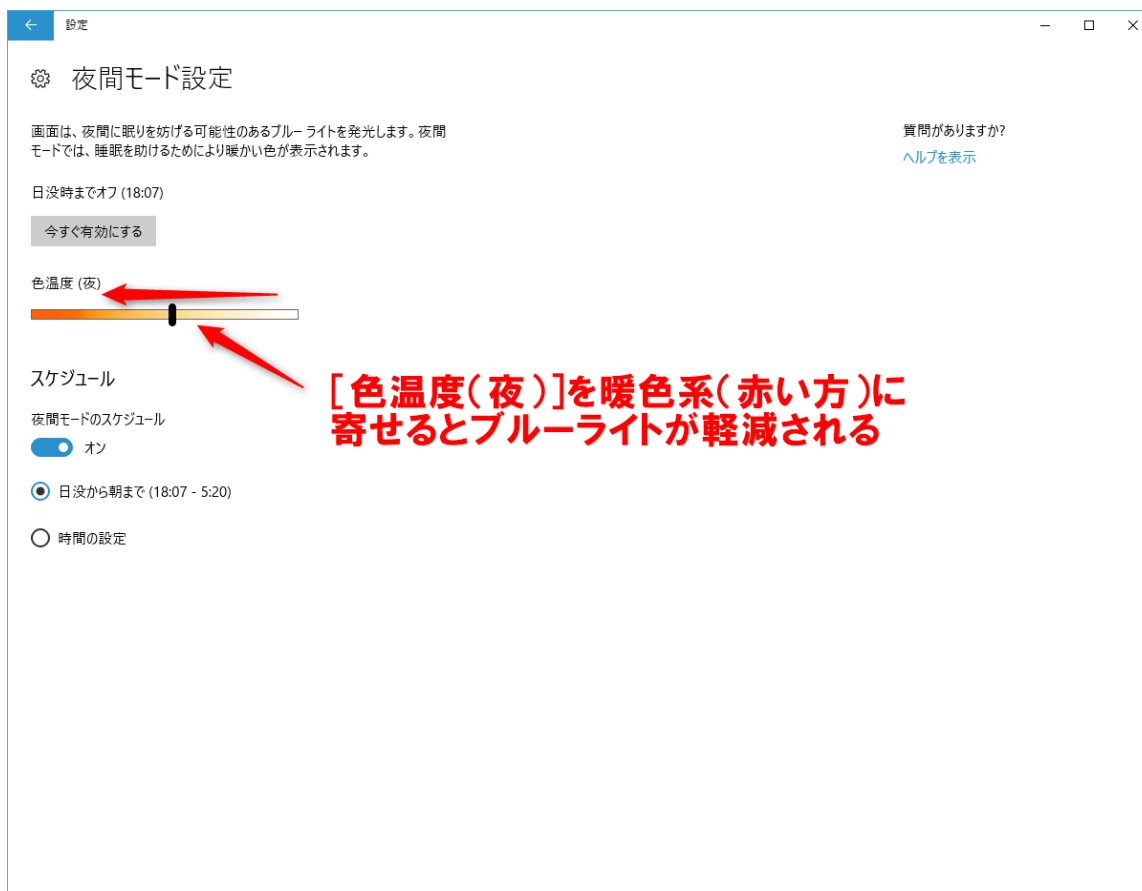 設定
夜間モード設定
画面は、夜間に眠りを妨げる可能性のあるブルー ライトを発光します。夜間
モードでは、睡眠を助けるためにより暖かい色が表示されます。
質問がありますか?
ヘルプを表示
日没時までオフ (18:07)
今すぐ有効にする
色温度 (夜)
[色温度(夜)]を暖色系(赤い方)に
寄せるとブルーライトが軽減される
スケジュール
夜間モードのスケジュール
オン
日没から朝まで (18:07 - 5:20)
時間の設定